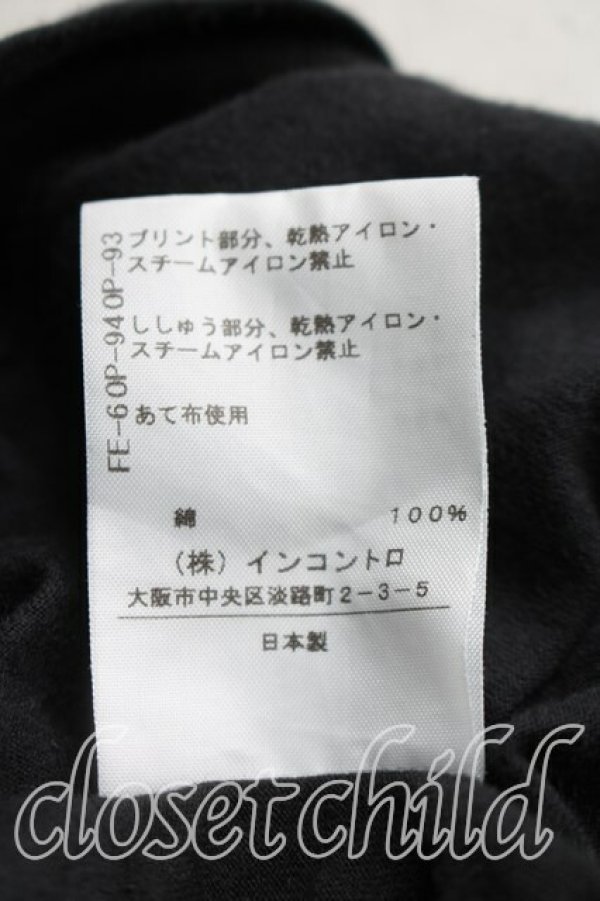 プリント部分、乾熱アイロン・
スチームアイロン禁止
ししゅう部分、乾熱アイロン・
スチームアイロン禁止
あて布使用
FE-6OP-94OP-93
綿 100%
(株)インコントロ
大阪市中央区淡路町2-3-5
日本製
closetchild